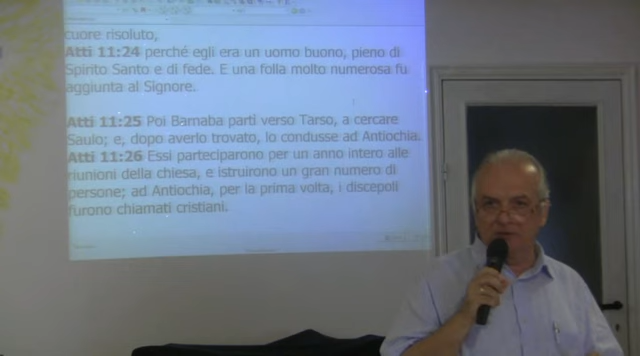 cuore risoluto,
Atti 11:24 perché egli era un uomo buono, pieno di
Spirito Santo e di fede. E una folla molto numerosa fu
aggiunta al Signore.
Atti 11:25 Poi Barnaba partì verso Tarso, a cercare
Saulo; e, dopo averlo trovato, lo condusse ad Antiochia.
Atti 11:26 Essi parteciparono per un anno intero alle
riunioni della chiesa, e istruirono un gran numero di
persone; ad Antiochia, per la prima volta, i discepoli
furono chiamati cristiani.